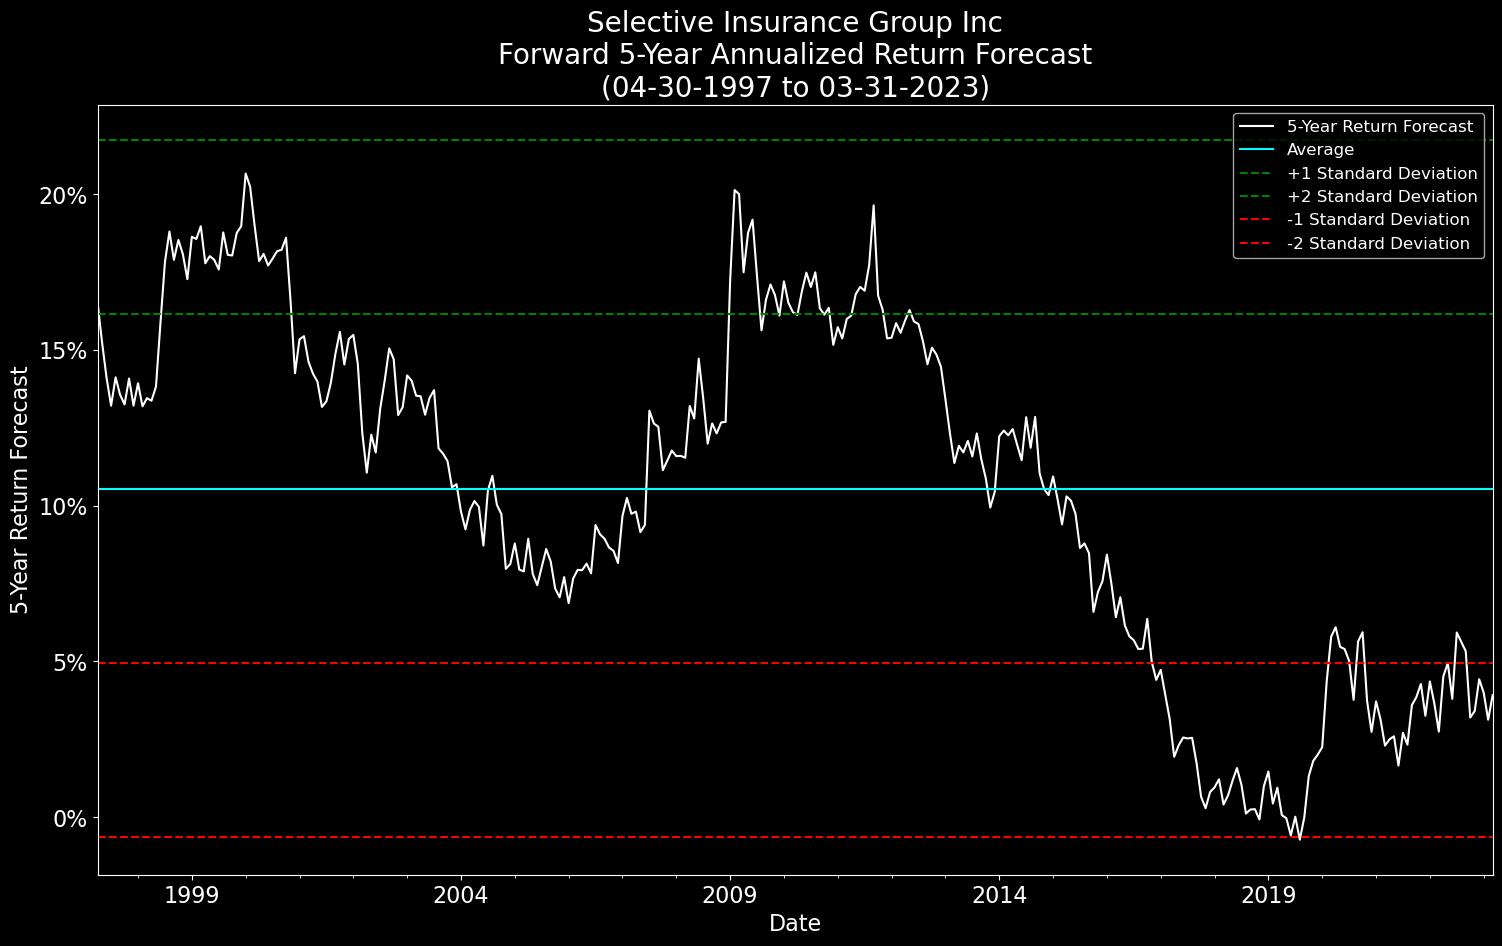 Selective Insurance Group Inc
Forward 5-Year Annualized Return Forecast
(04-30-1997 to 03-31-2023)
5-Year Return Forecast
Average
+1 Standard Deviation
+2 Standard Deviation
-1 Standard Deviation
-2 Standard Deviation
5-Year Return Forecast
20%
15%
10%
5%
0%
1999
2004
2009
2014
2019
Date